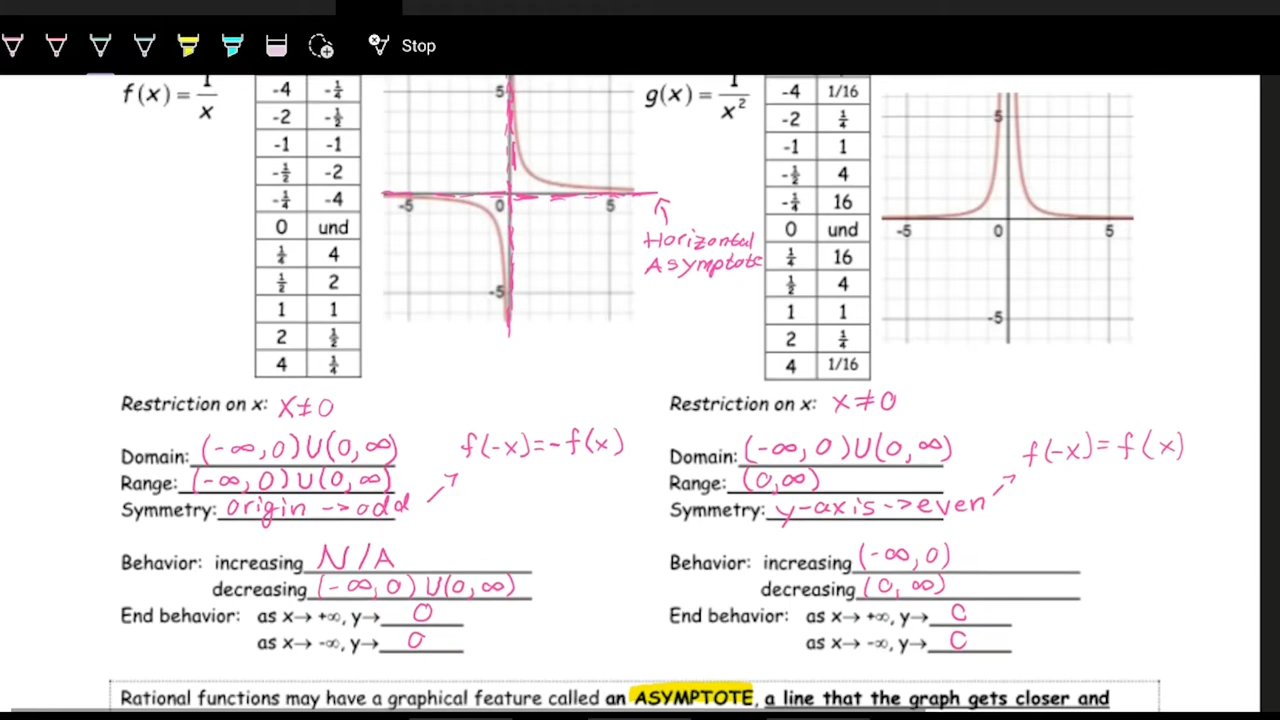 Stop
f(x) = 1/x
-4 -1/4
-2 -1/2
-1 -1
-1/2 -2
-1/4 -4
0 und
1/4 4
1/2 2
1 1
2 1/2
4 1/4
5
-5 0 5
-5
Horizontal
Asymptote
g(x) = 1/x²
-4 1/16
-2 1/4
-1 1
-1/2 4
-1/4 16
0 und
1/4 16
1/2 4
1 1
2 1/4
4 1/16
5
-5 0 5
-5
Restriction on x: x≠0
Domain: (-∞,0)U(0,∞)
Range: (-∞,0)U(0,∞)
Symmetry: origin → odd
f(-x)=-f(x)
Behavior: increasing N/A
decreasing (-∞,0)U(0,∞)
End behavior: as x→ +∞, y→ 0
as x→ -∞, y→ 0
Restriction on x: x≠0
Domain: (-∞,0)U(0,∞)
Range: (0,∞)
Symmetry: y-axis → even
f(-x)=f(x)
Behavior: increasing (-∞,0)
decreasing (0,∞)
End behavior: as x→ +∞, y→ 0
as x→ -∞, y→ 0
Rational functions may have a graphical feature called an ASYMPTOTE, a line that the graph gets closer and